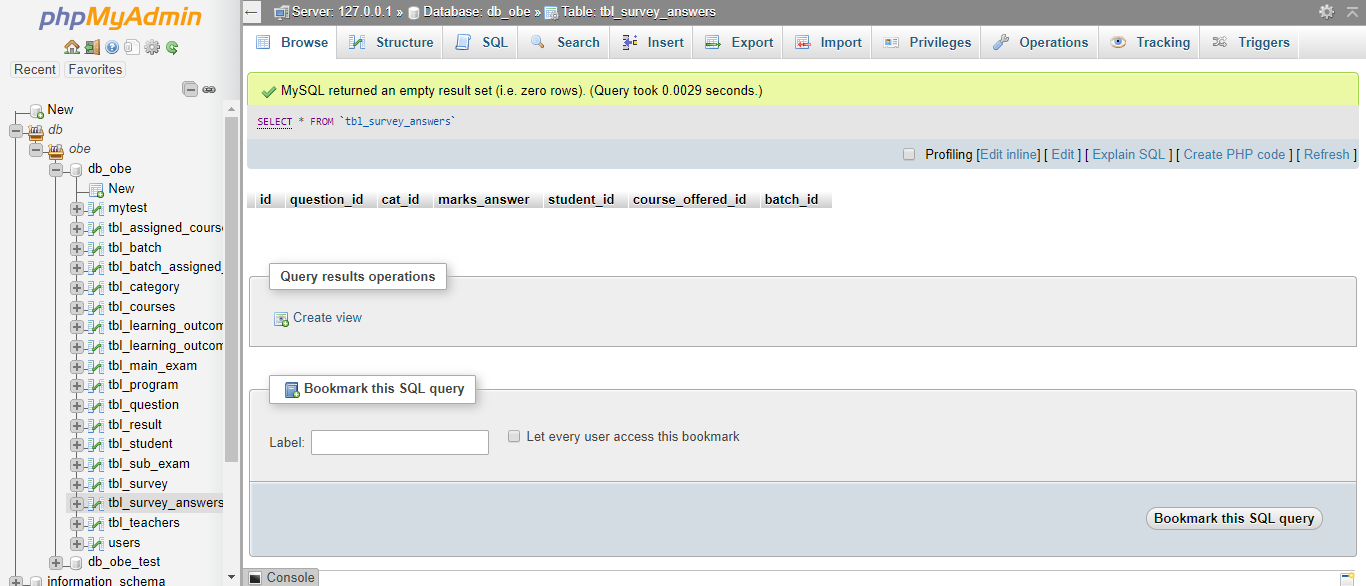 phpMyAdmin
Recent Favorites
New
db
obe
db_obe
New
mytest
tbl_assigned_course
tbl_batch
tbl_batch_assigned_
tbl_category
tbl_courses
tbl_learning_outcom
tbl_learning_outcom
tbl_main_exam
tbl_program
tbl_question
tbl_result
tbl_student
tbl_sub_exam
tbl_survey
tbl_survey_answers
tbl_teachers
users
db_obe_test
information_schema
Server: 127.0.0.1 » Database: db_obe » Table: tbl_survey_answers
Browse Structure SQL Search Insert Export Import Privileges Operations Tracking Triggers
MySQL returned an empty result set (i.e. zero rows). (Query took 0.0029 seconds.)
SELECT * FROM `tbl_survey_answers`
Profiling [Edit inline] [ Edit ] [ Explain SQL ] [ Create PHP code ] [ Refresh ]
id question_id cat_id marks_answer student_id course_offered_id batch_id
Query results operations
Create view
Bookmark this SQL query
Label: Let every user access this bookmark
Bookmark this SQL query
Console